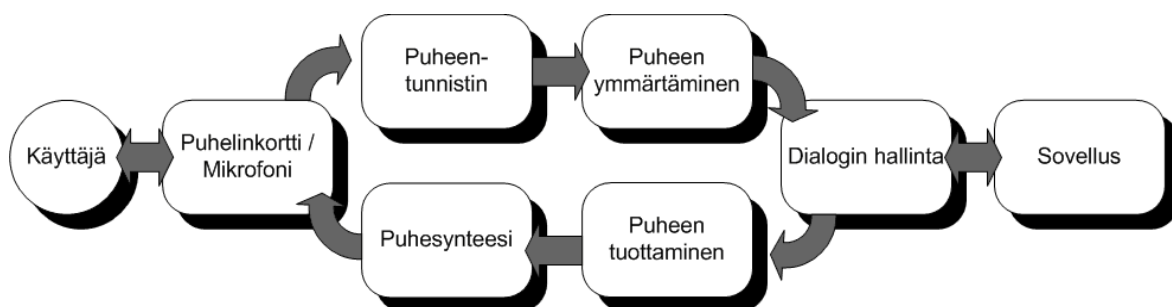 Käyttäjä
Puhelinkortti /
Mikrofoni
Puheen-
tunnistin
Puheen
ymmärtäminen
Dialogin hallinta
Sovellus
Puheen
tuottaminen
Puhesynteesi